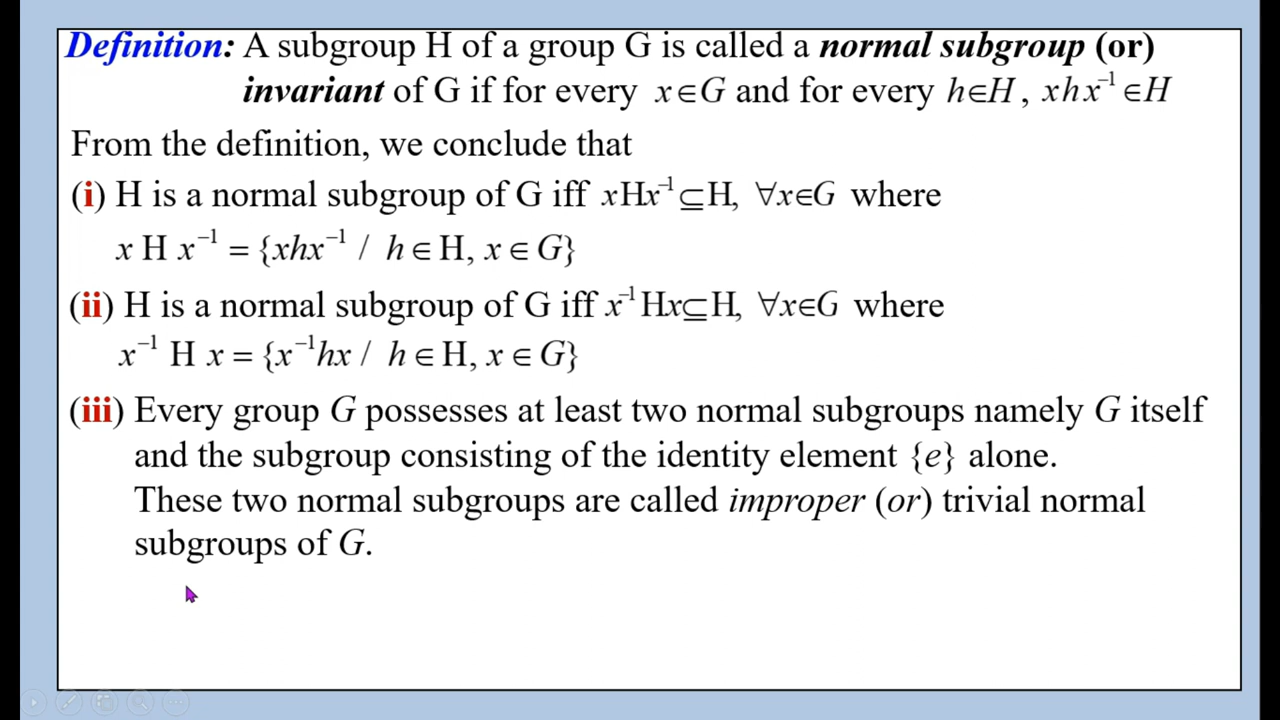 Definition: A subgroup H of a group G is called a normal subgroup (or)
invariant of G if for every x∈G and for every h∈H, xhx⁻¹∈H
From the definition, we conclude that
(i) H is a normal subgroup of G iff xHx⁻¹⊆H, ∀x∈G where
x H x⁻¹ = {xhx⁻¹ / h∈H, x∈G}
(ii) H is a normal subgroup of G iff x⁻¹Hx⊆H, ∀x∈G where
x⁻¹ H x = {x⁻¹hx / h∈H, x∈G}
(iii) Every group G possesses at least two normal subgroups namely G itself
and the subgroup consisting of the identity element {e} alone.
These two normal subgroups are called improper (or) trivial normal
subgroups of G.